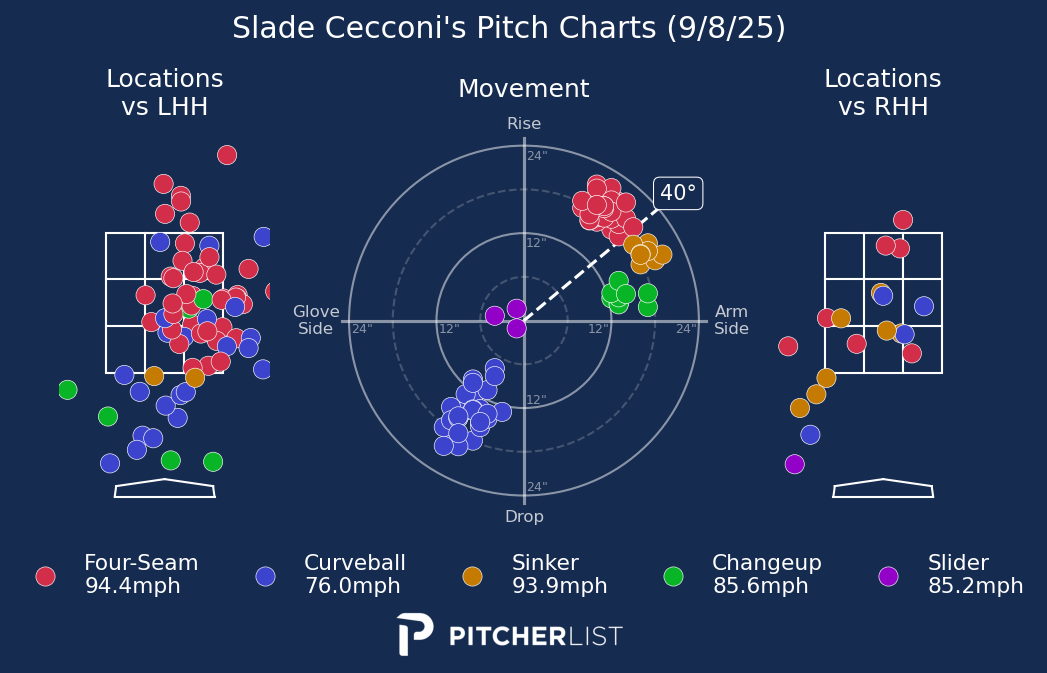 Slade Cecconi's Pitch Charts (9/8/25)
Locations
vs LHH
Movement
Locations
vs RHH
Rise
24"
40°
12"
Glove
Side
24"
12"
12"
24"
Arm
Side
12"
24"
Drop
Four-Seam
94.4mph
Curveball
76.0mph
Sinker
93.9mph
Changeup
85.6mph
Slider
85.2mph
PITCHERLIST